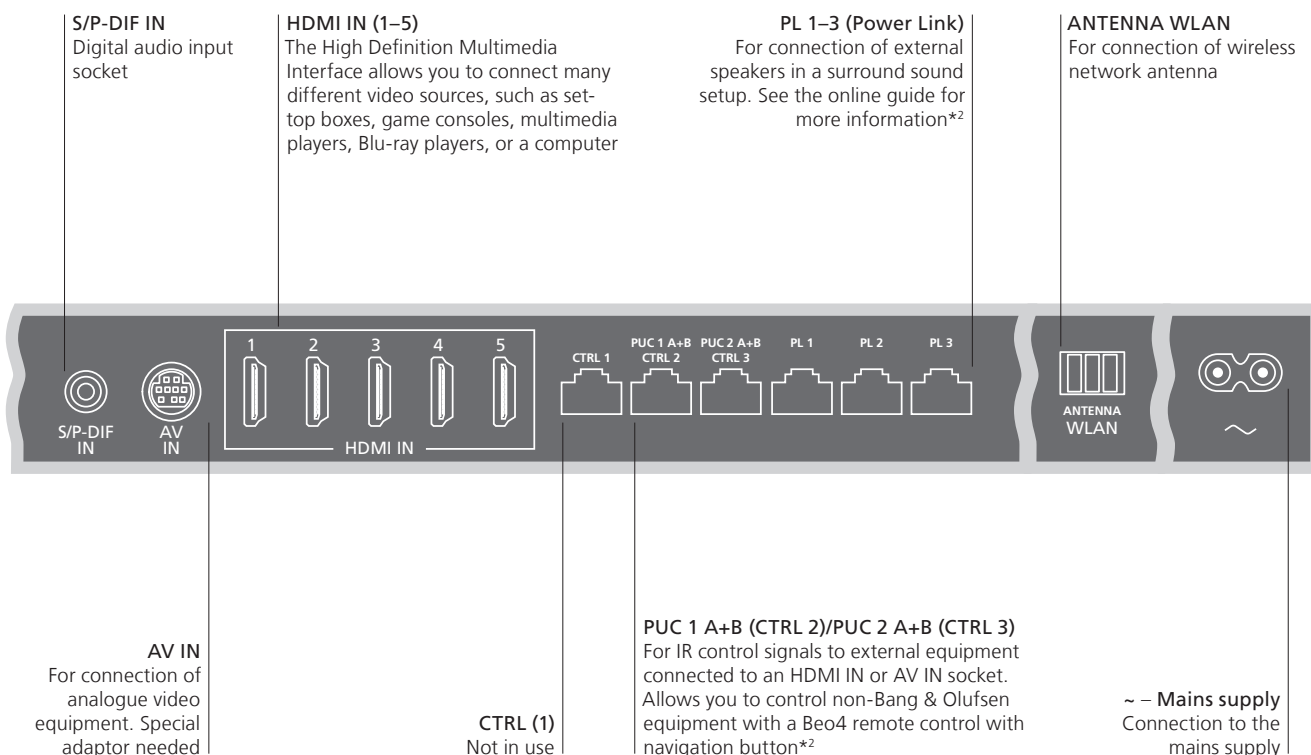 S/P-DIF IN
Digital audio input
socket
HDMI IN (1–5)
The High Definition Multimedia
Interface allows you to connect many
different video sources, such as set-
top boxes, game consoles, multimedia
players, Blu-ray players, or a computer
PL 1–3 (Power Link)
For connection of external
speakers in a surround sound
setup. See the online guide for
more information*2
ANTENNA WLAN
For connection of wireless
network antenna
S/P-DIF
IN
AV
IN
1 2 3 4 5
HDMI IN
CTRL 1
PUC 1 A+B
CTRL 2
PUC 2 A+B
CTRL 3
PL 1
PL 2
PL 3
ANTENNA
WLAN
~
AV IN
For connection of
analogue video
equipment. Special
adaptor needed
CTRL (1)
Not in use
PUC 1 A+B (CTRL 2)/PUC 2 A+B (CTRL 3)
For IR control signals to external equipment
connected to an HDMI IN or AV IN socket.
Allows you to control non-Bang & Olufsen
equipment with a Beo4 remote control with
navigation button*2
~ – Mains supply
Connection to the
mains supply